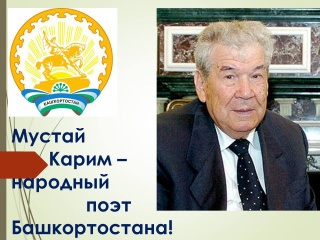 БАШКОРТОСТАН
Мустай
Карим –
народный
поэт
Башкортостана!